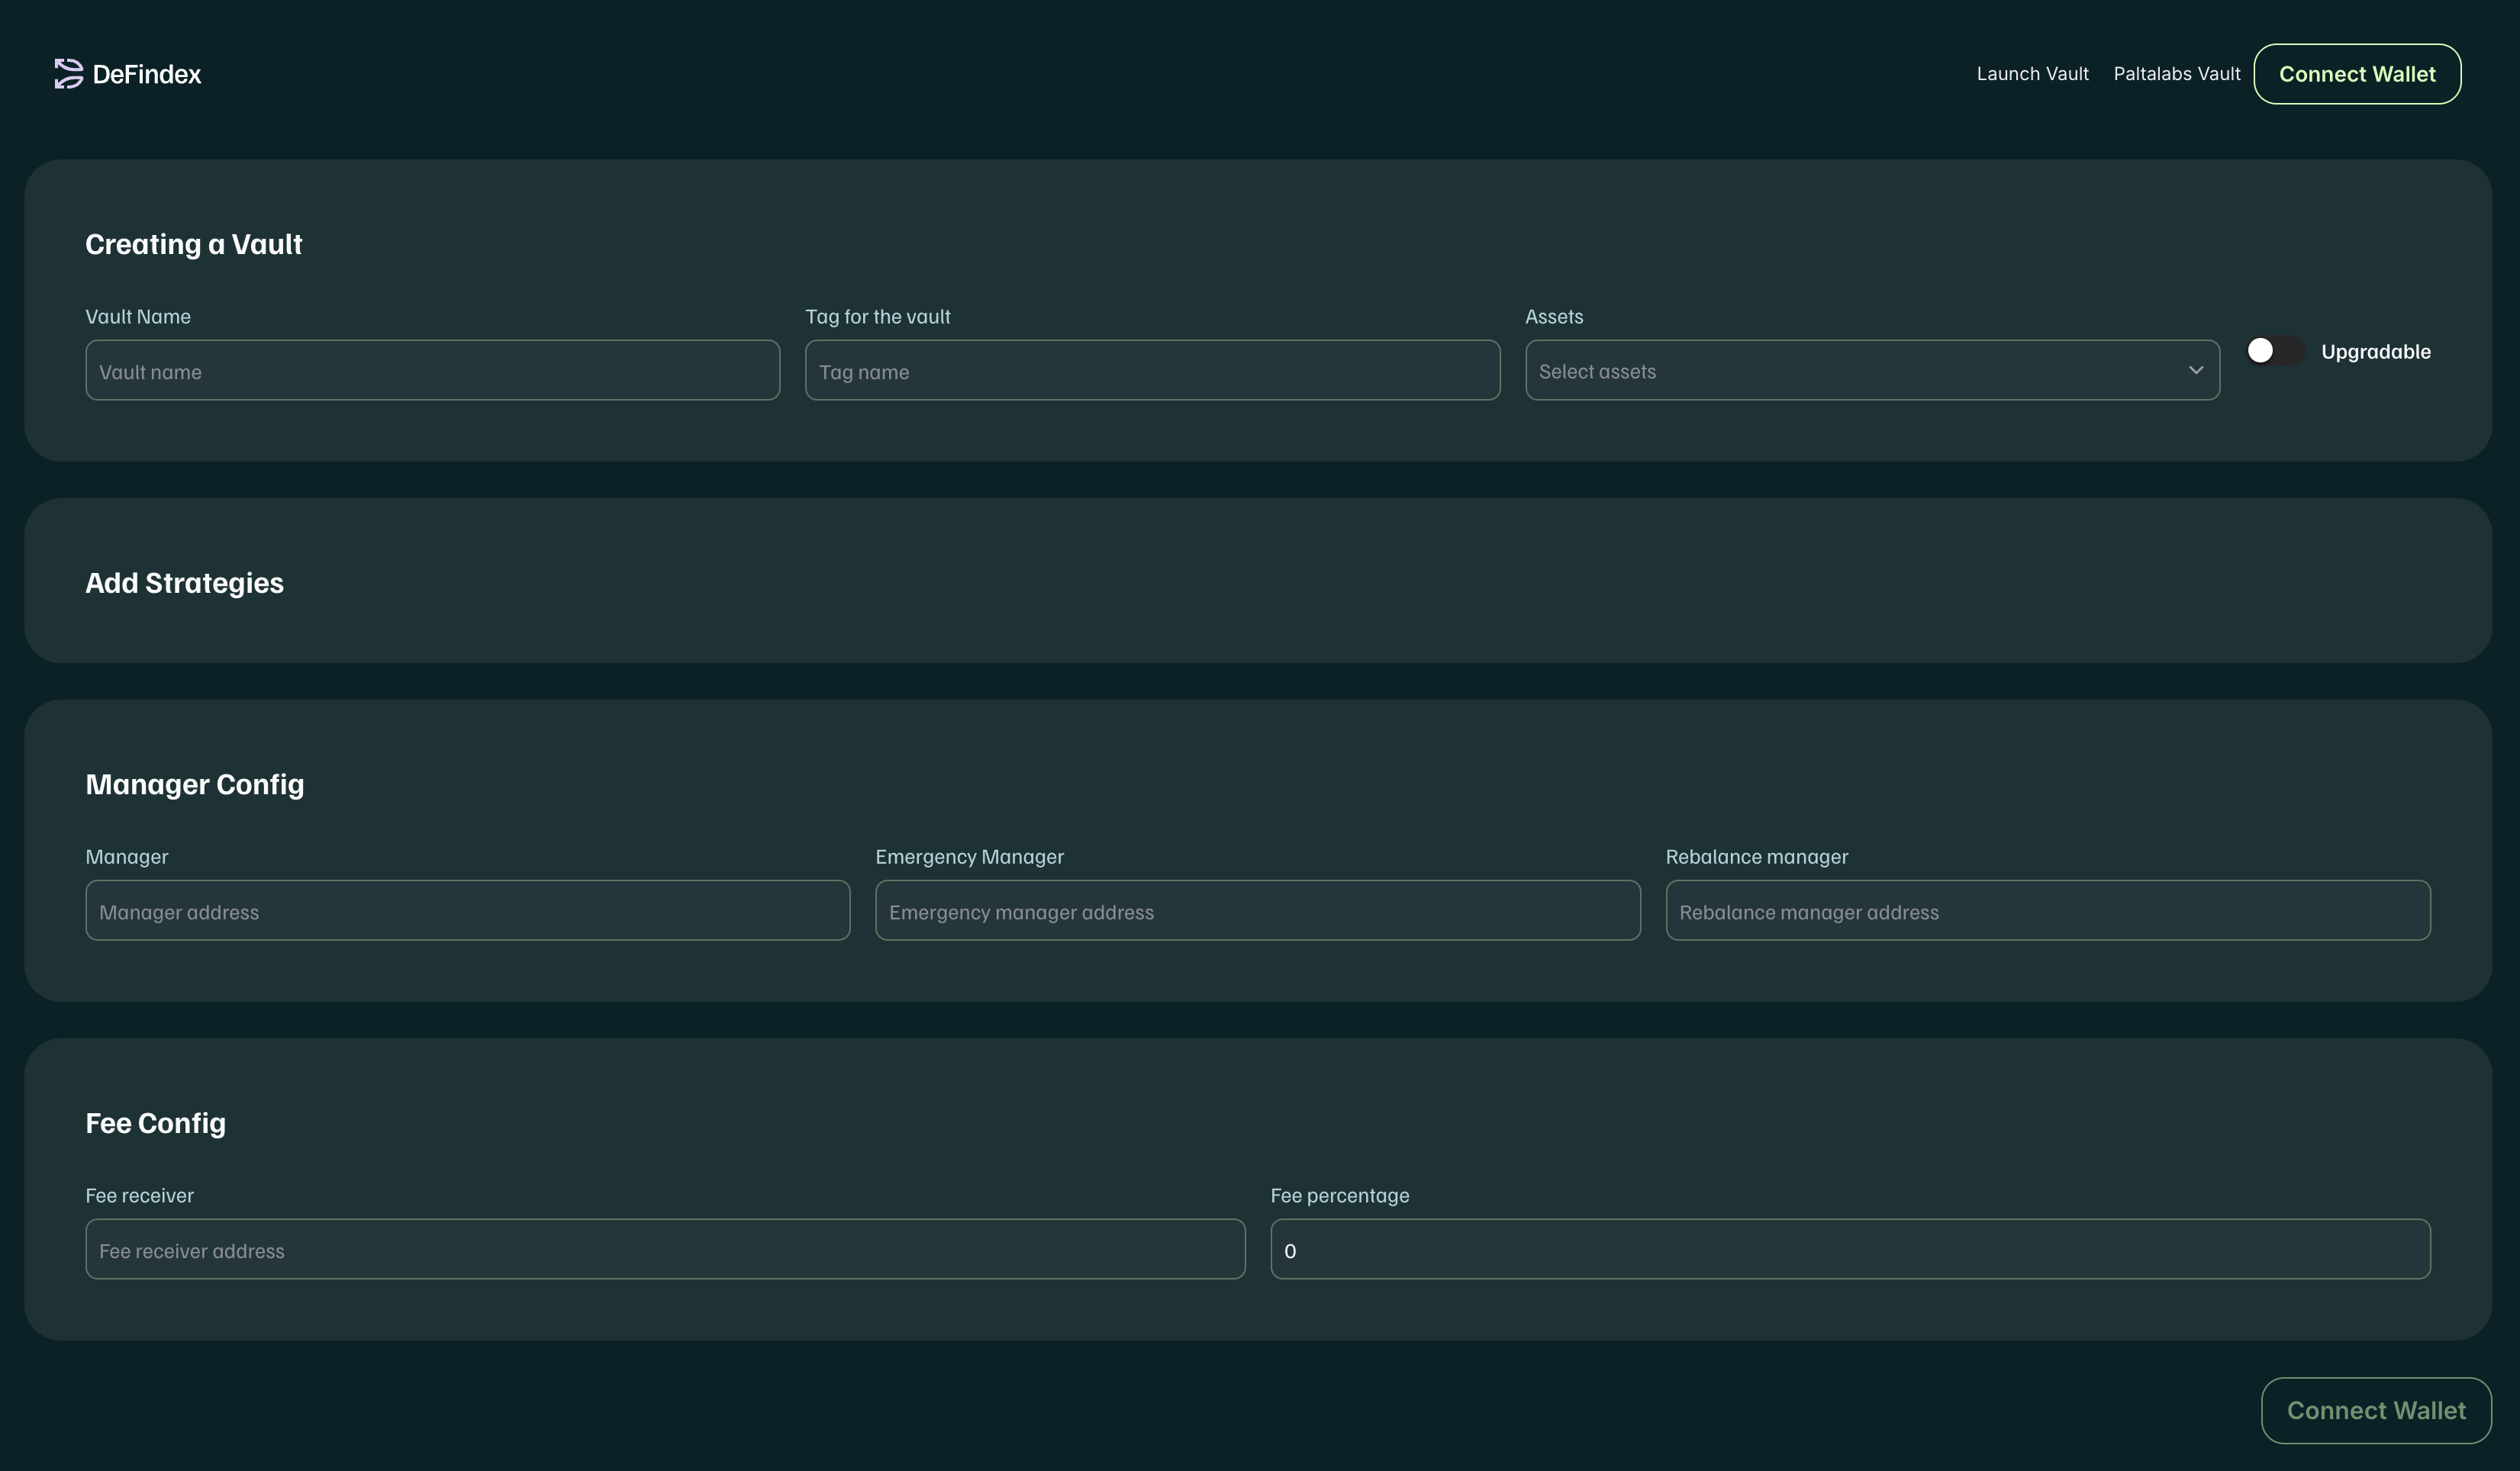 DeFindex
Launch Vault
Paltalabs Vault
Connect Wallet
Creating a Vault
Vault Name
Tag for the vault
Assets
Vault name
Tag name
Select assets
Upgradable
Add Strategies
Manager Config
Manager
Emergency Manager
Rebalance manager
Manager address
Emergency manager address
Rebalance manager address
Fee Config
Fee receiver
Fee percentage
Fee receiver address
0
Connect Wallet